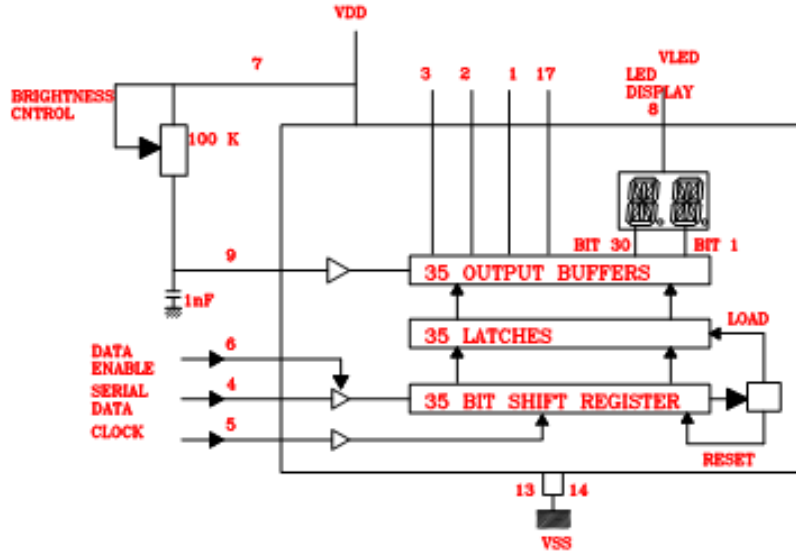 VDD
7
3
2
1
17
VLED
LED
DISPLAY
8
BRIGHTNESS
CNTROL
100 K
BIT 30
BIT 1
9
35 OUTPUT BUFFERS
1nF
LOAD
35 LATCHES
6
DATA
ENABLE
4
SERIAL
DATA
35 BIT SHIFT REGISTER
5
CLOCK
RESET
13
14
VSS